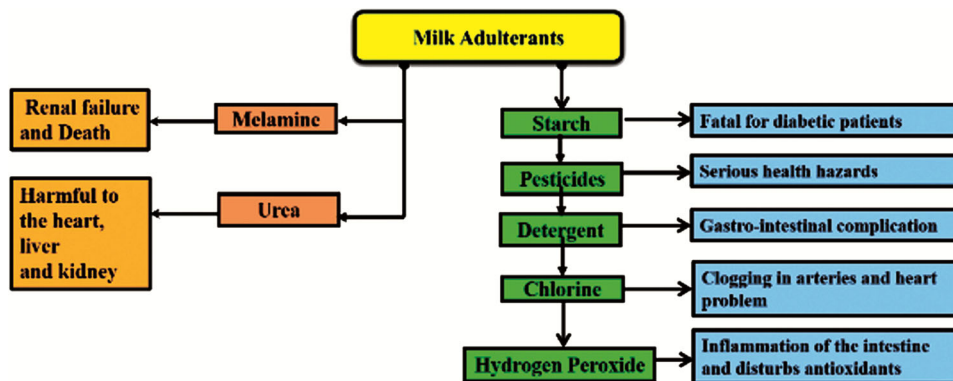 Milk Adulterants
Renal failure
and Death
Melamine
Harmful to
the heart,
liver
and kidney
Urea
Starch
Fatal for diabetic patients
Pesticides
Serious health hazards
Detergent
Gastro-intestinal complication
Chlorine
Clogging in arteries and heart
problem
Hydrogen Peroxide
Inflammation of the intestine
and disturbs antioxidants